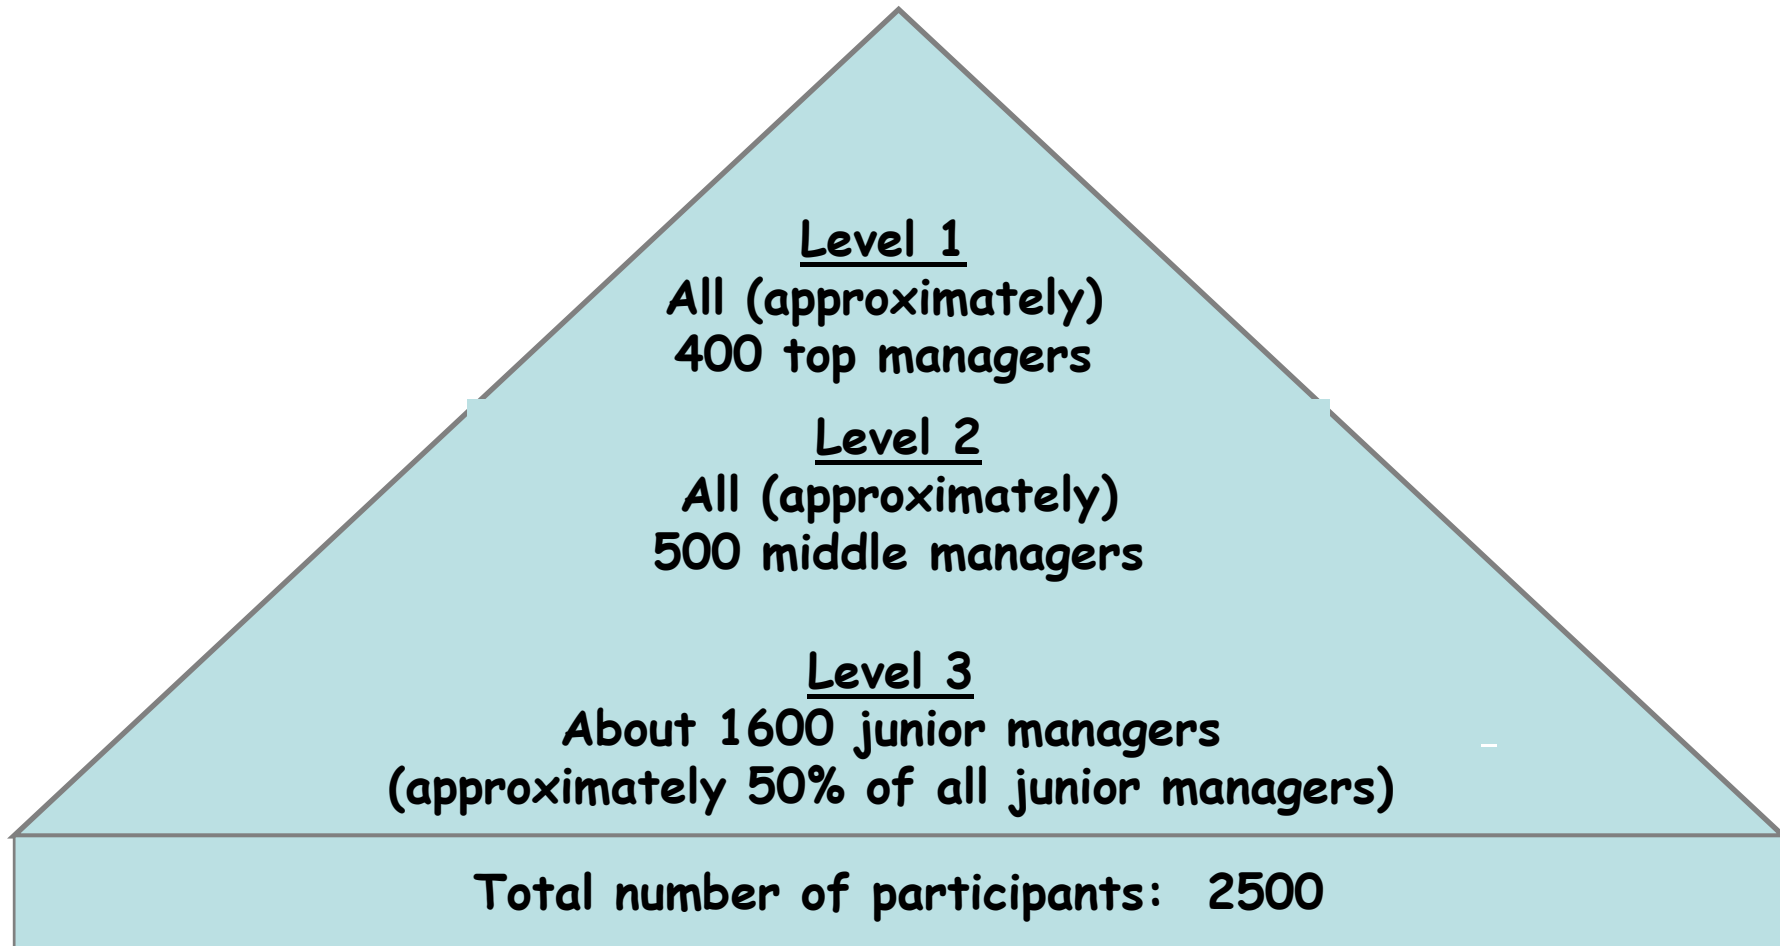 Level 1
All (approximately)
400 top managers
Level 2
All (approximately)
500 middle managers
Level 3
About 1600 junior managers
(approximately 50% of all junior managers)
Total number of participants: 2500